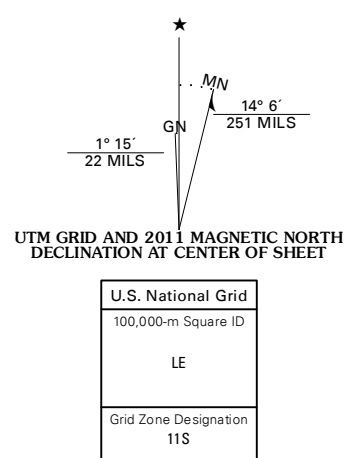 ★
MN
GN
1° 15´
22 MILS
14° 6´
251 MILS
UTM GRID AND 2011 MAGNETIC NORTH
DECLINATION AT CENTER OF SHEET
U.S. National Grid
100,000-m Square ID
LE
Grid Zone Designation
11S